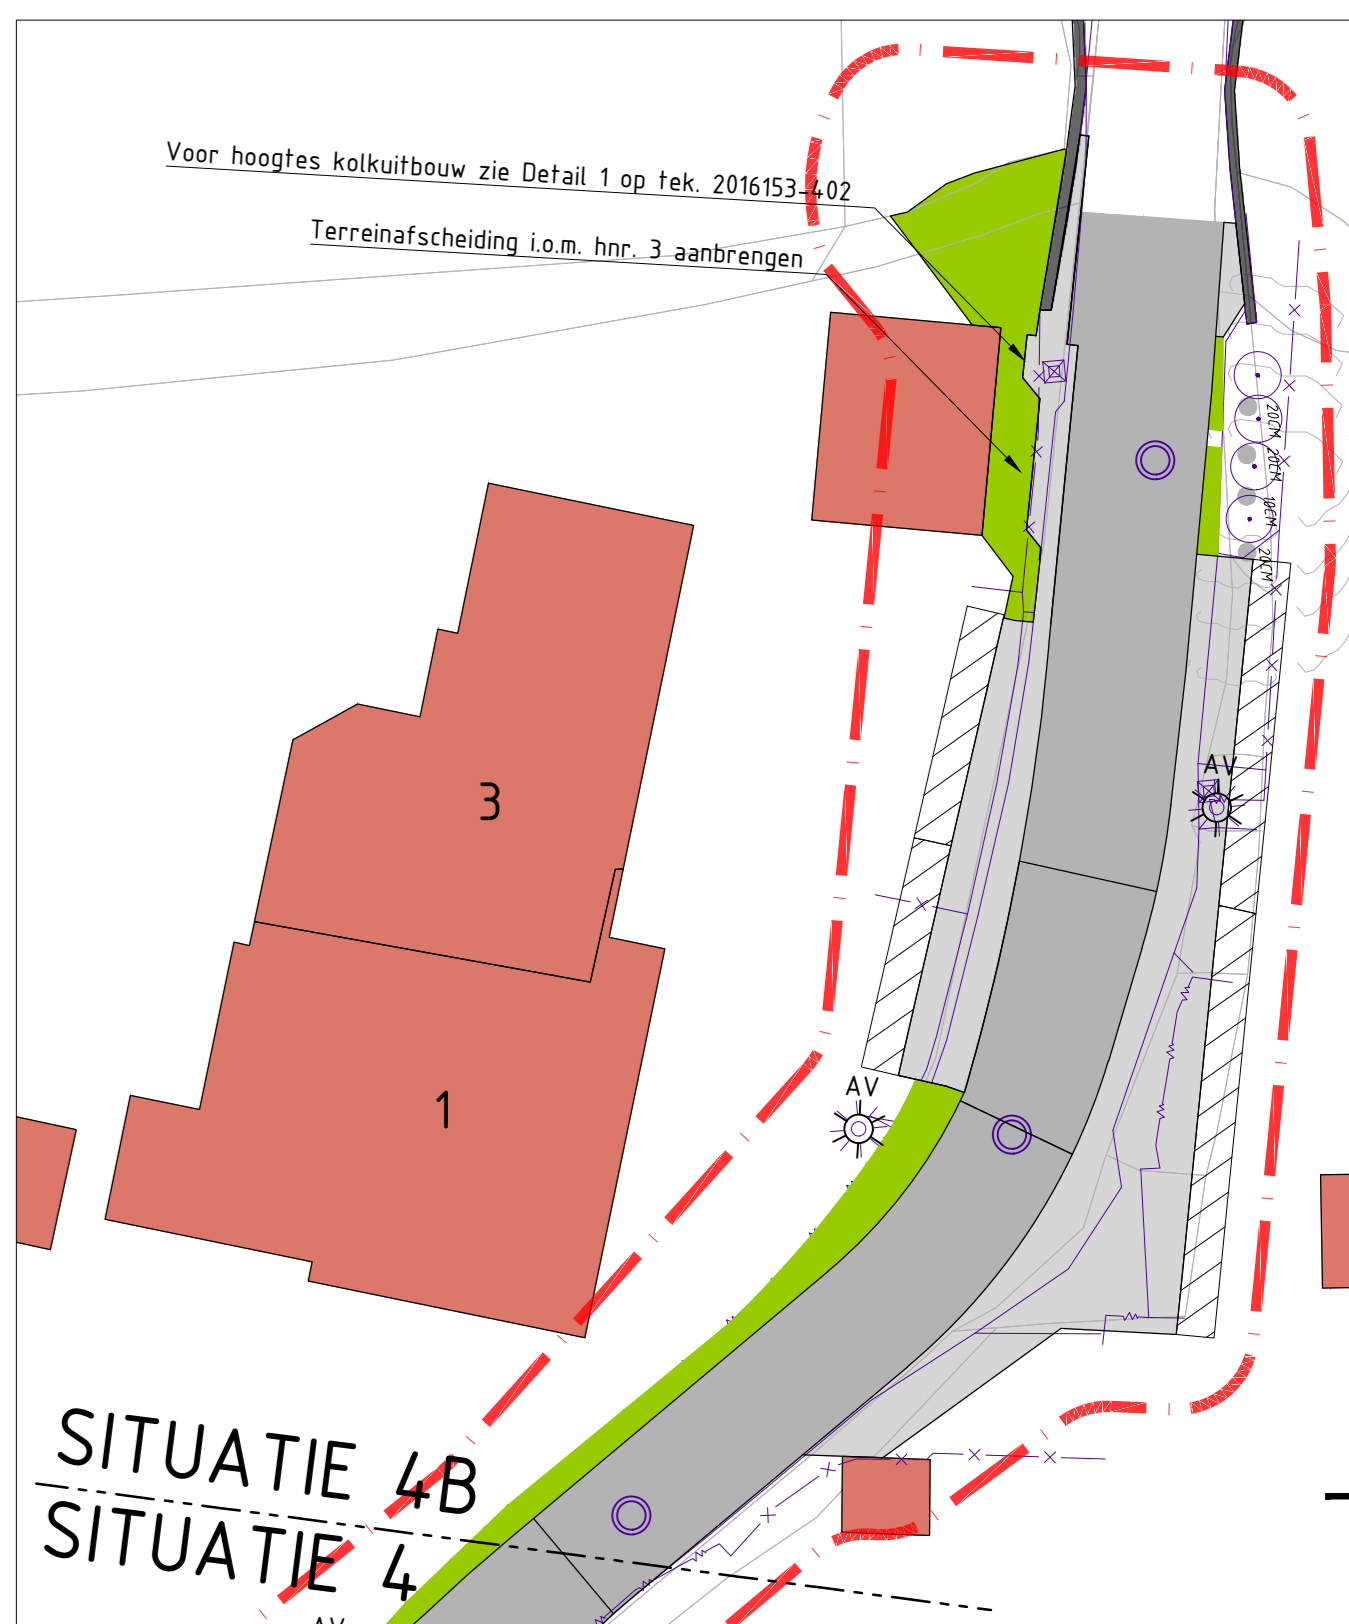 Voor hoogtes kolkuitbouw zie Detail 1 op tek. 2016153-402
Terreinafscheiding i.o.m. hnr. 3 aanbrengen
20CM
20CM
10CM
20CM
AV
3
AV
1
SITUATIE 4B
SITUATIE 4
AV